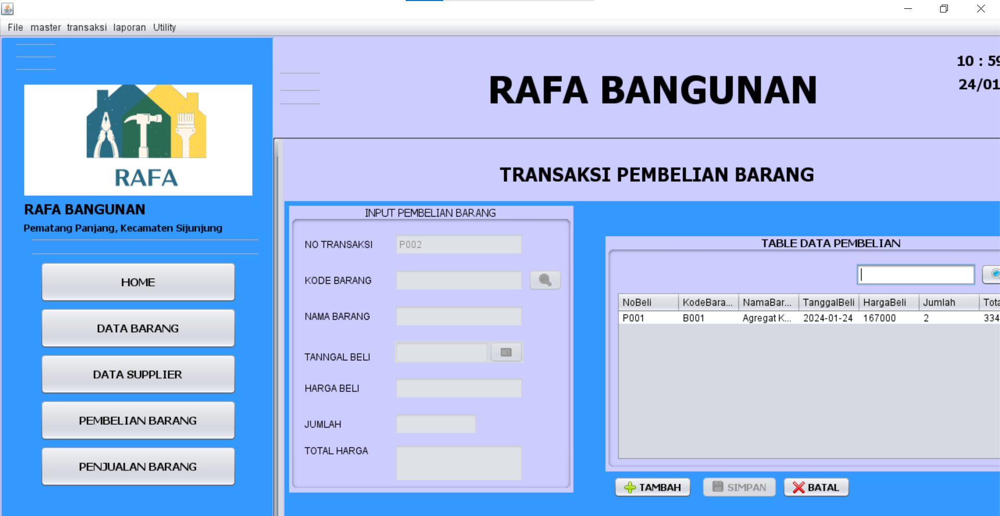 File master transaksi laporan Utility
RAFA BANGUNAN
10 : 59
24/01
RAFA
RAFA BANGUNAN
Pematang Panjang, Kecamaten Sijunjung
HOME
DATA BARANG
DATA SUPPLIER
PEMBELIAN BARANG
PENJUALAN BARANG
TRANSAKSI PEMBELIAN BARANG
INPUT PEMBELIAN BARANG
NO TRANSAKSI P002
KODE BARANG
NAMA BARANG
TANNGAL BELI
HARGA BELI
JUMLAH
TOTAL HARGA
TABLE DATA PEMBELIAN
NoBeli KodeBara... NamaBar... TanggalBeli HargaBeli Jumlah Tota
P001 B001 Agregat K... 2024-01-24 167000 2 334
TAMBAH SIMPAN BATAL